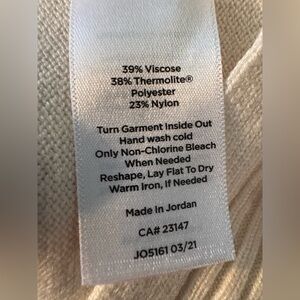 39% Viscose
38% Thermolite®
Polyester
23% Nylon
Turn Garment Inside Out
Hand wash cold
Only Non-Chlorine Bleach
When Needed
Reshape, Lay Flat To Dry
Warm Iron, If Needed
Made in Jordan
CA# 23147
JO5161 03/21